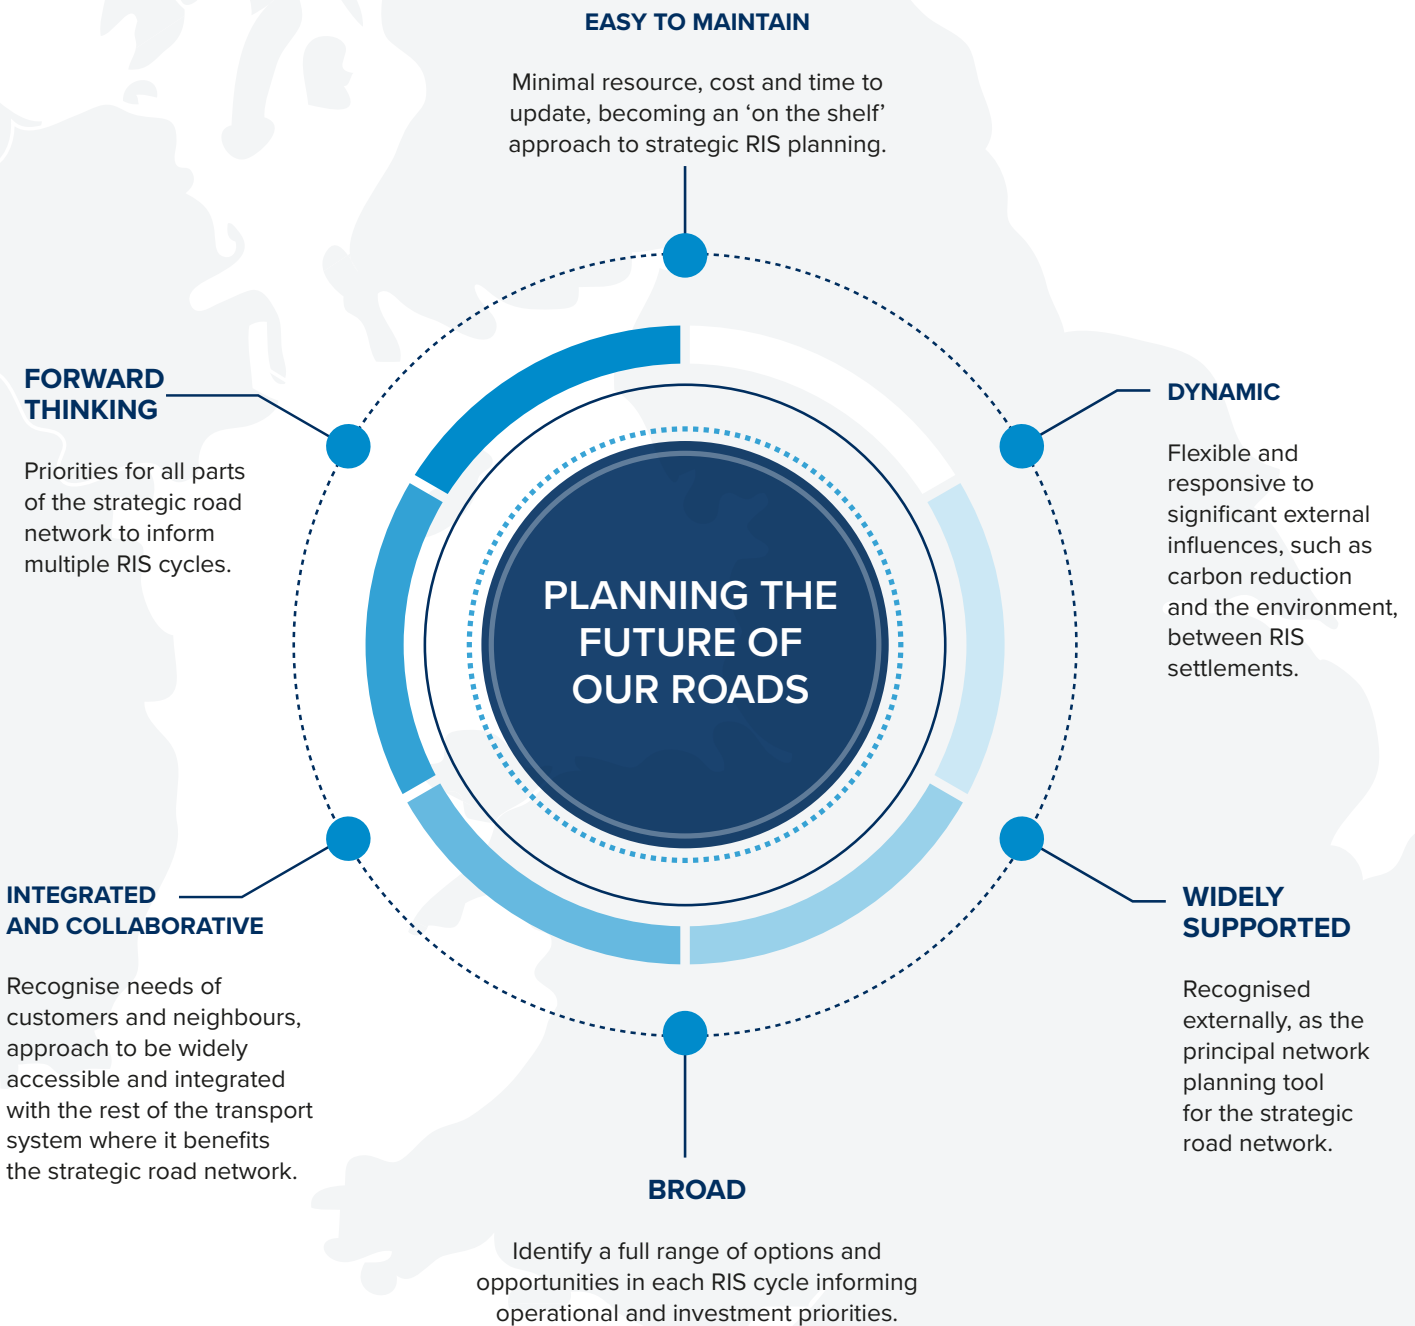 EASY TO MAINTAIN
Minimal resource, cost and time to
update, becoming an ‘on the shelf’
approach to strategic RIS planning.
FORWARD
THINKING
Priorities for all parts
of the strategic road
network to inform
multiple RIS cycles.
DYNAMIC
Flexible and
responsive to
significant external
influences, such as
carbon reduction
and the environment,
between RIS
settlements.
PLANNING THE
FUTURE OF
OUR ROADS
INTEGRATED
AND COLLABORATIVE
Recognise needs of
customers and neighbours,
approach to be widely
accessible and integrated
with the rest of the transport
system where it benefits
the strategic road network.
WIDELY
SUPPORTED
Recognised
externally, as the
principal network
planning tool
for the strategic
road network.
BROAD
Identify a full range of options and
opportunities in each RIS cycle informing
operational and investment priorities.